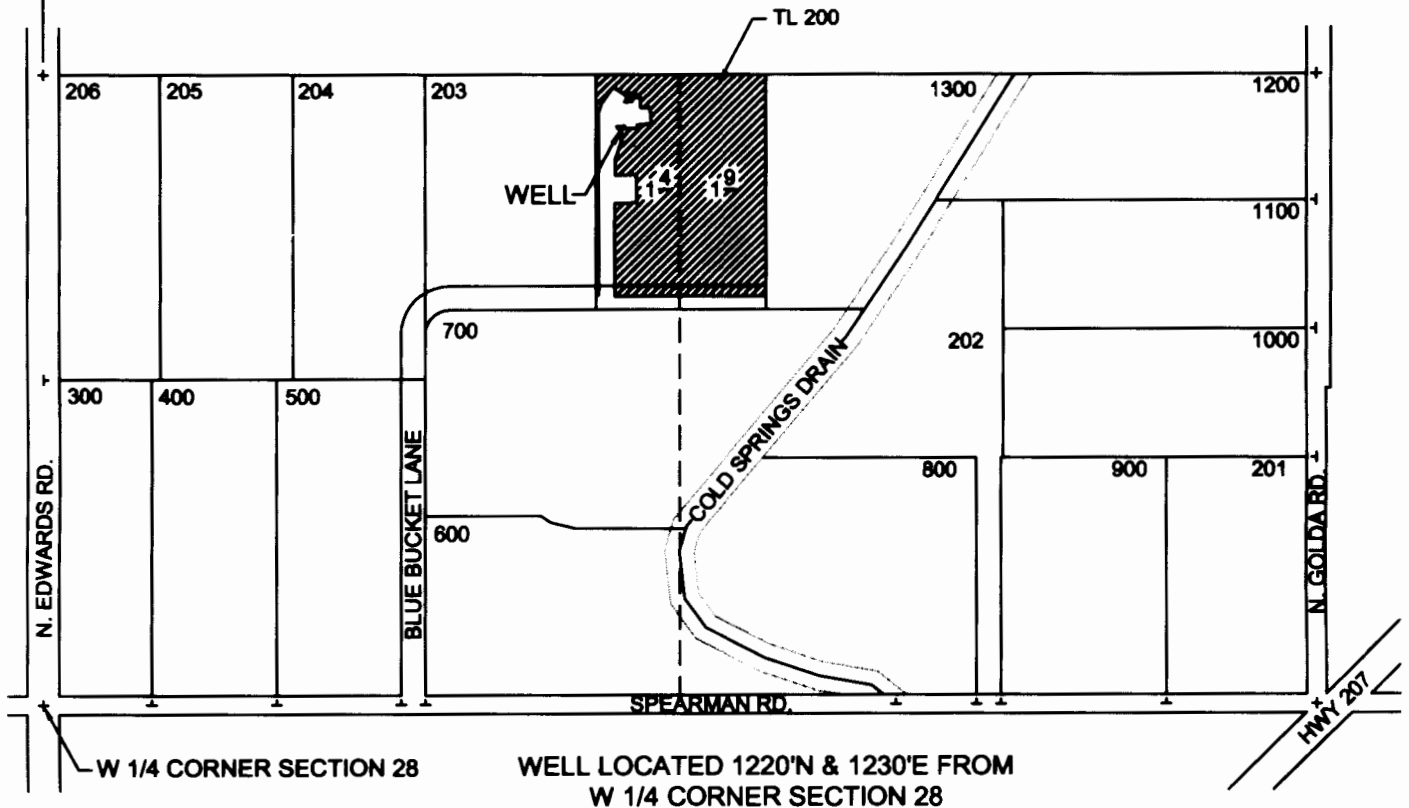 TL 200
206
205
204
203
1300
1200
WELL
1.4
1.9
1100
700
202
1000
300
400
500
COLD SPRINGS DRAIN
800
900
201
N. EDWARDS RD.
BLUE BUCKET LANE
600
N. GOLDA RD.
SPEARMAN RD.
HWY 207
W 1/4 CORNER SECTION 28
WELL LOCATED 1220'N & 1230'E FROM
W 1/4 CORNER SECTION 28